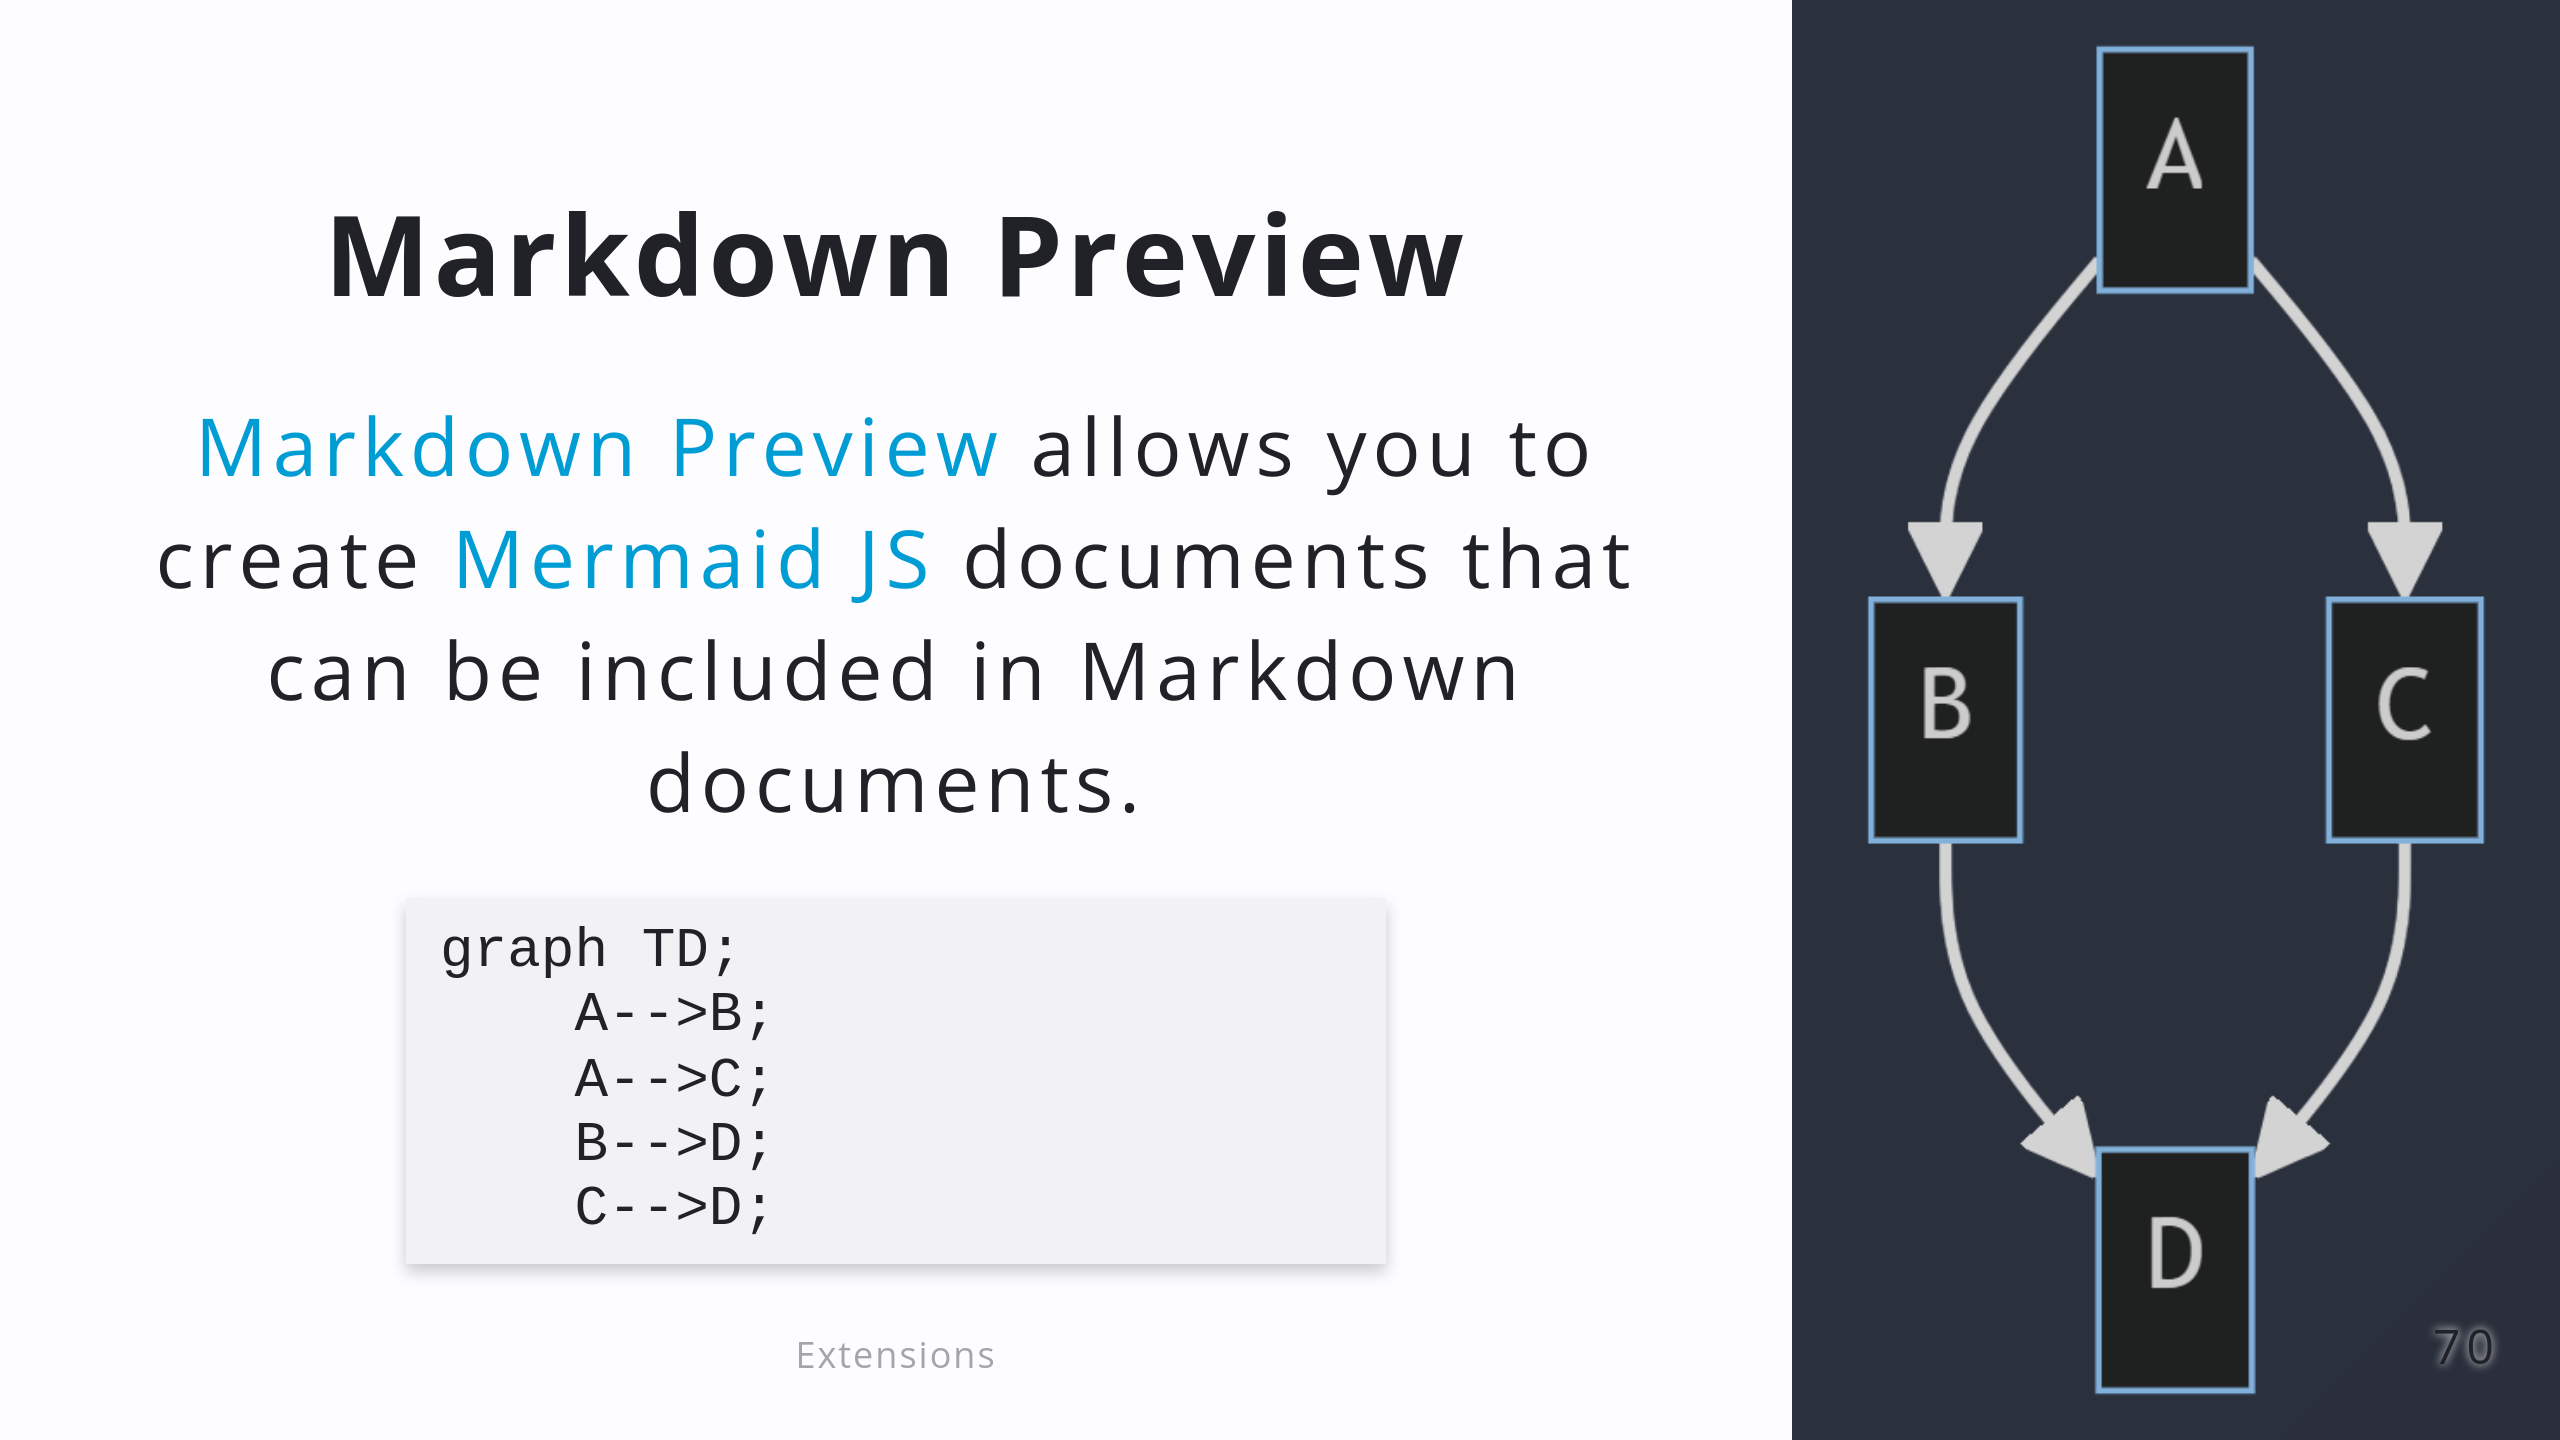 Markdown Preview
Markdown Preview allows you to
create Mermaid JS documents that
can be included in Markdown
documents.
graph TD;
    A-->B;
    A-->C;
    B-->D;
    C-->D;
Extensions
A
B
C
D
70